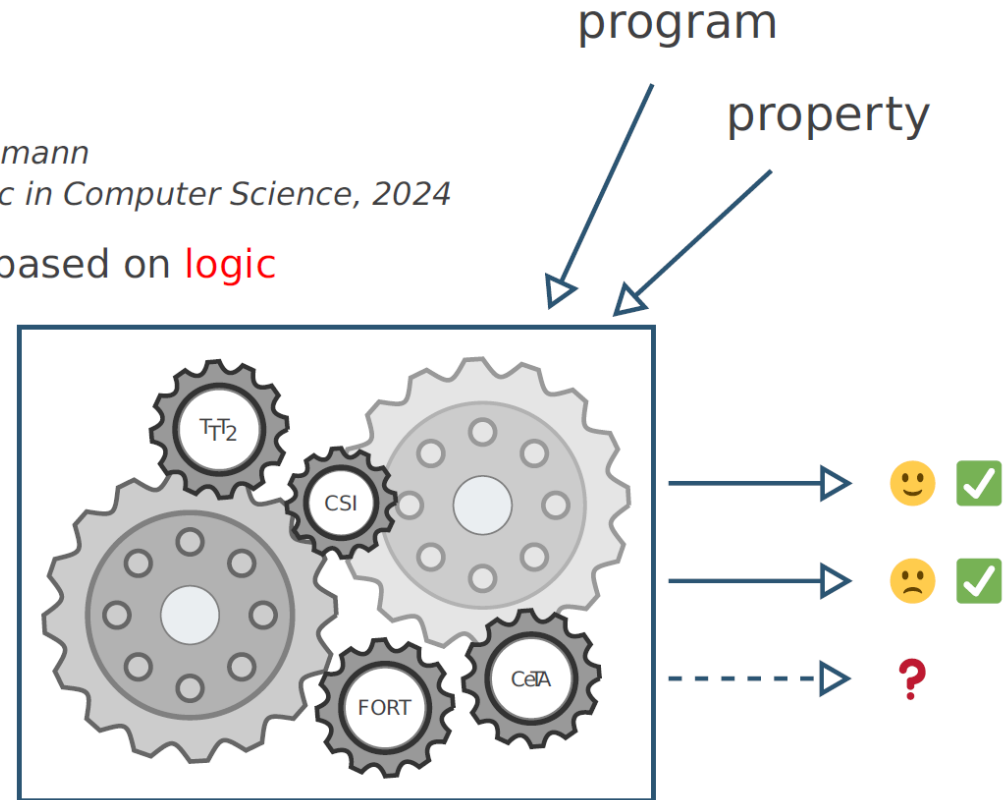 program
property
mann
c in Computer Science, 2024
based on logic
TTT2
CSI
CeTA
FORT